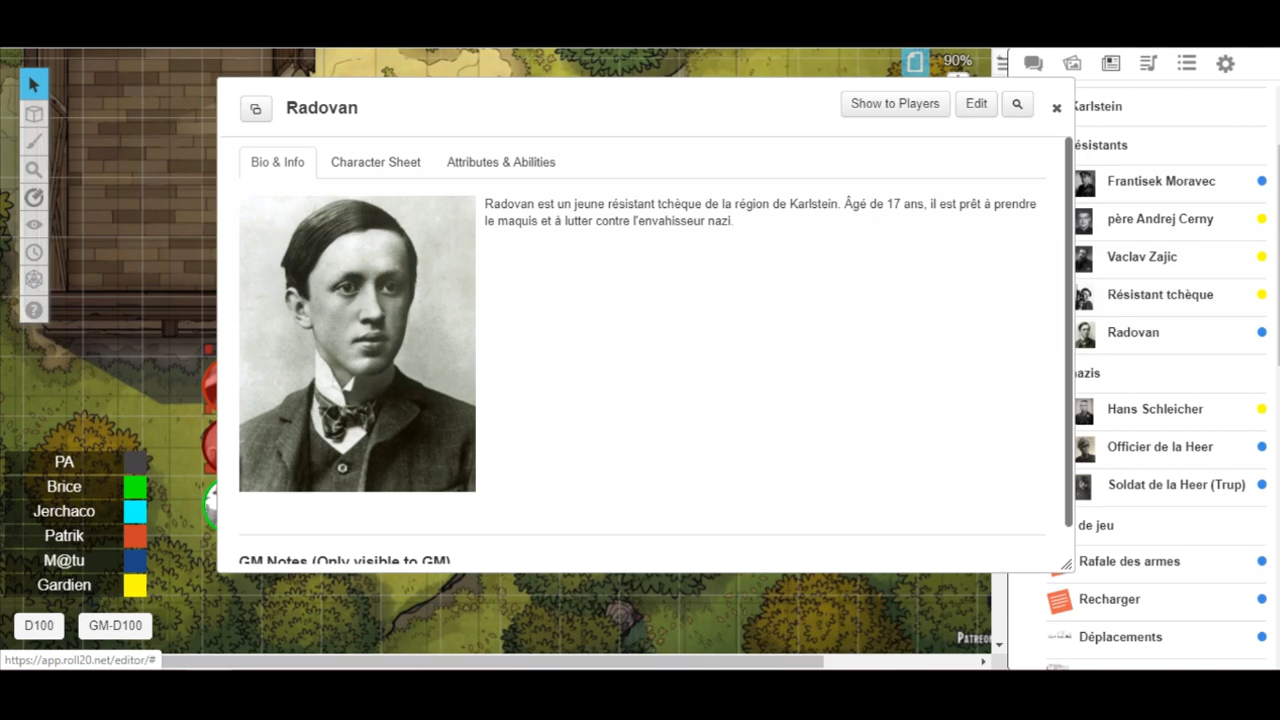 90%
Radovan
Show to Players
Edit
Bio & Info
Character Sheet
Attributes & Abilities
Radovan est un jeune résistant tchèque de la région de Karlstein. Âgé de 17 ans, il est prêt à prendre
le maquis et à lutter contre l'envahisseur nazi.
GM Notes (Only visible to GM)
Karlstein
ésistants
Frantisek Moravec
père Andrej Cerny
Vaclav Zajic
Résistant tchèque
Radovan
nazis
Hans Schleicher
Officier de la Heer
Soldat de la Heer (Trup)
de jeu
Rafale des armes
Recharger
Déplacements
PA
Brice
Jerchaco
Patrik
M@tu
Gardien
D100
GM-D100
PATREON
https://app.roll20.net/editor/#